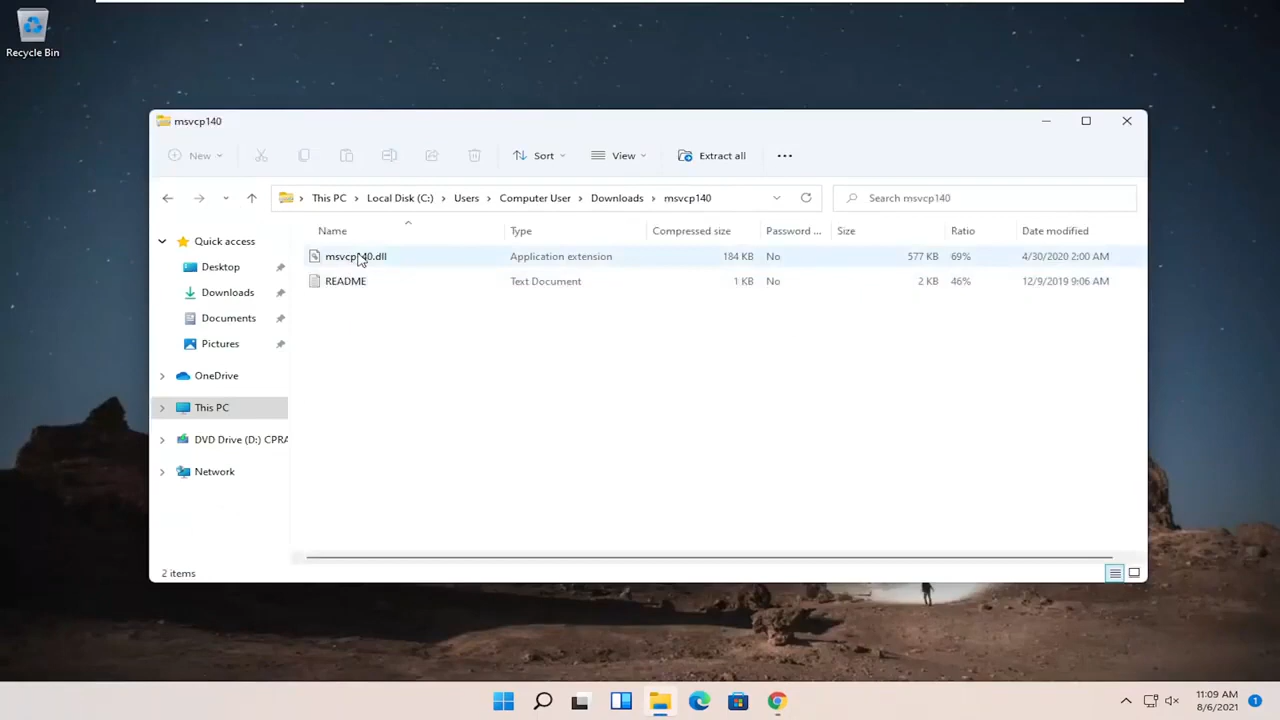 Recycle Bin
msvcp140
New
Sort
View
Extract all
This PC
Local Disk (C:)
Users
Computer User
Downloads
msvcp140
Search msvcp140
Name Type Compressed size Password ... Size Ratio Date modified
msvcp140.dll Application extension 184 KB No 577 KB 69% 4/30/2020 2:00 AM
README Text Document 1 KB No 2 KB 46% 12/9/2019 9:06 AM
Quick access
Desktop
Downloads
Documents
Pictures
OneDrive
This PC
DVD Drive (D:) CPRA
Network
2 items
11:09 AM
8/6/2021
1